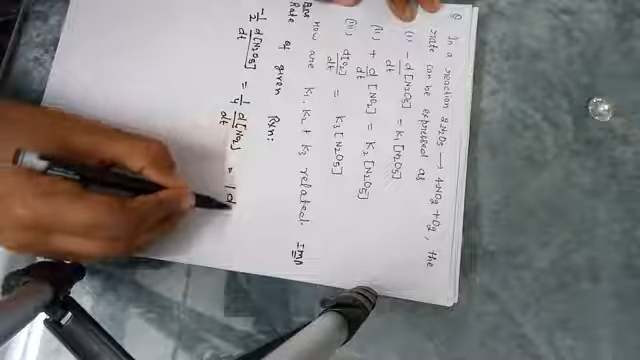 Q In a reaction 2N2O5 → 4NO2 + O2, the
rate can be expressed as
(i) - d[N2O5]/dt = K1[N2O5]
(ii) + d[NO2]/dt = K2[N2O5]
(iii) d[O2]/dt = K3[N2O5]
How are K1, K2 + K3 related. Imp
Rate of given Rxn:
-1/2 d[N2O5]/dt = 1/4 d[NO2]/dt = 1 d